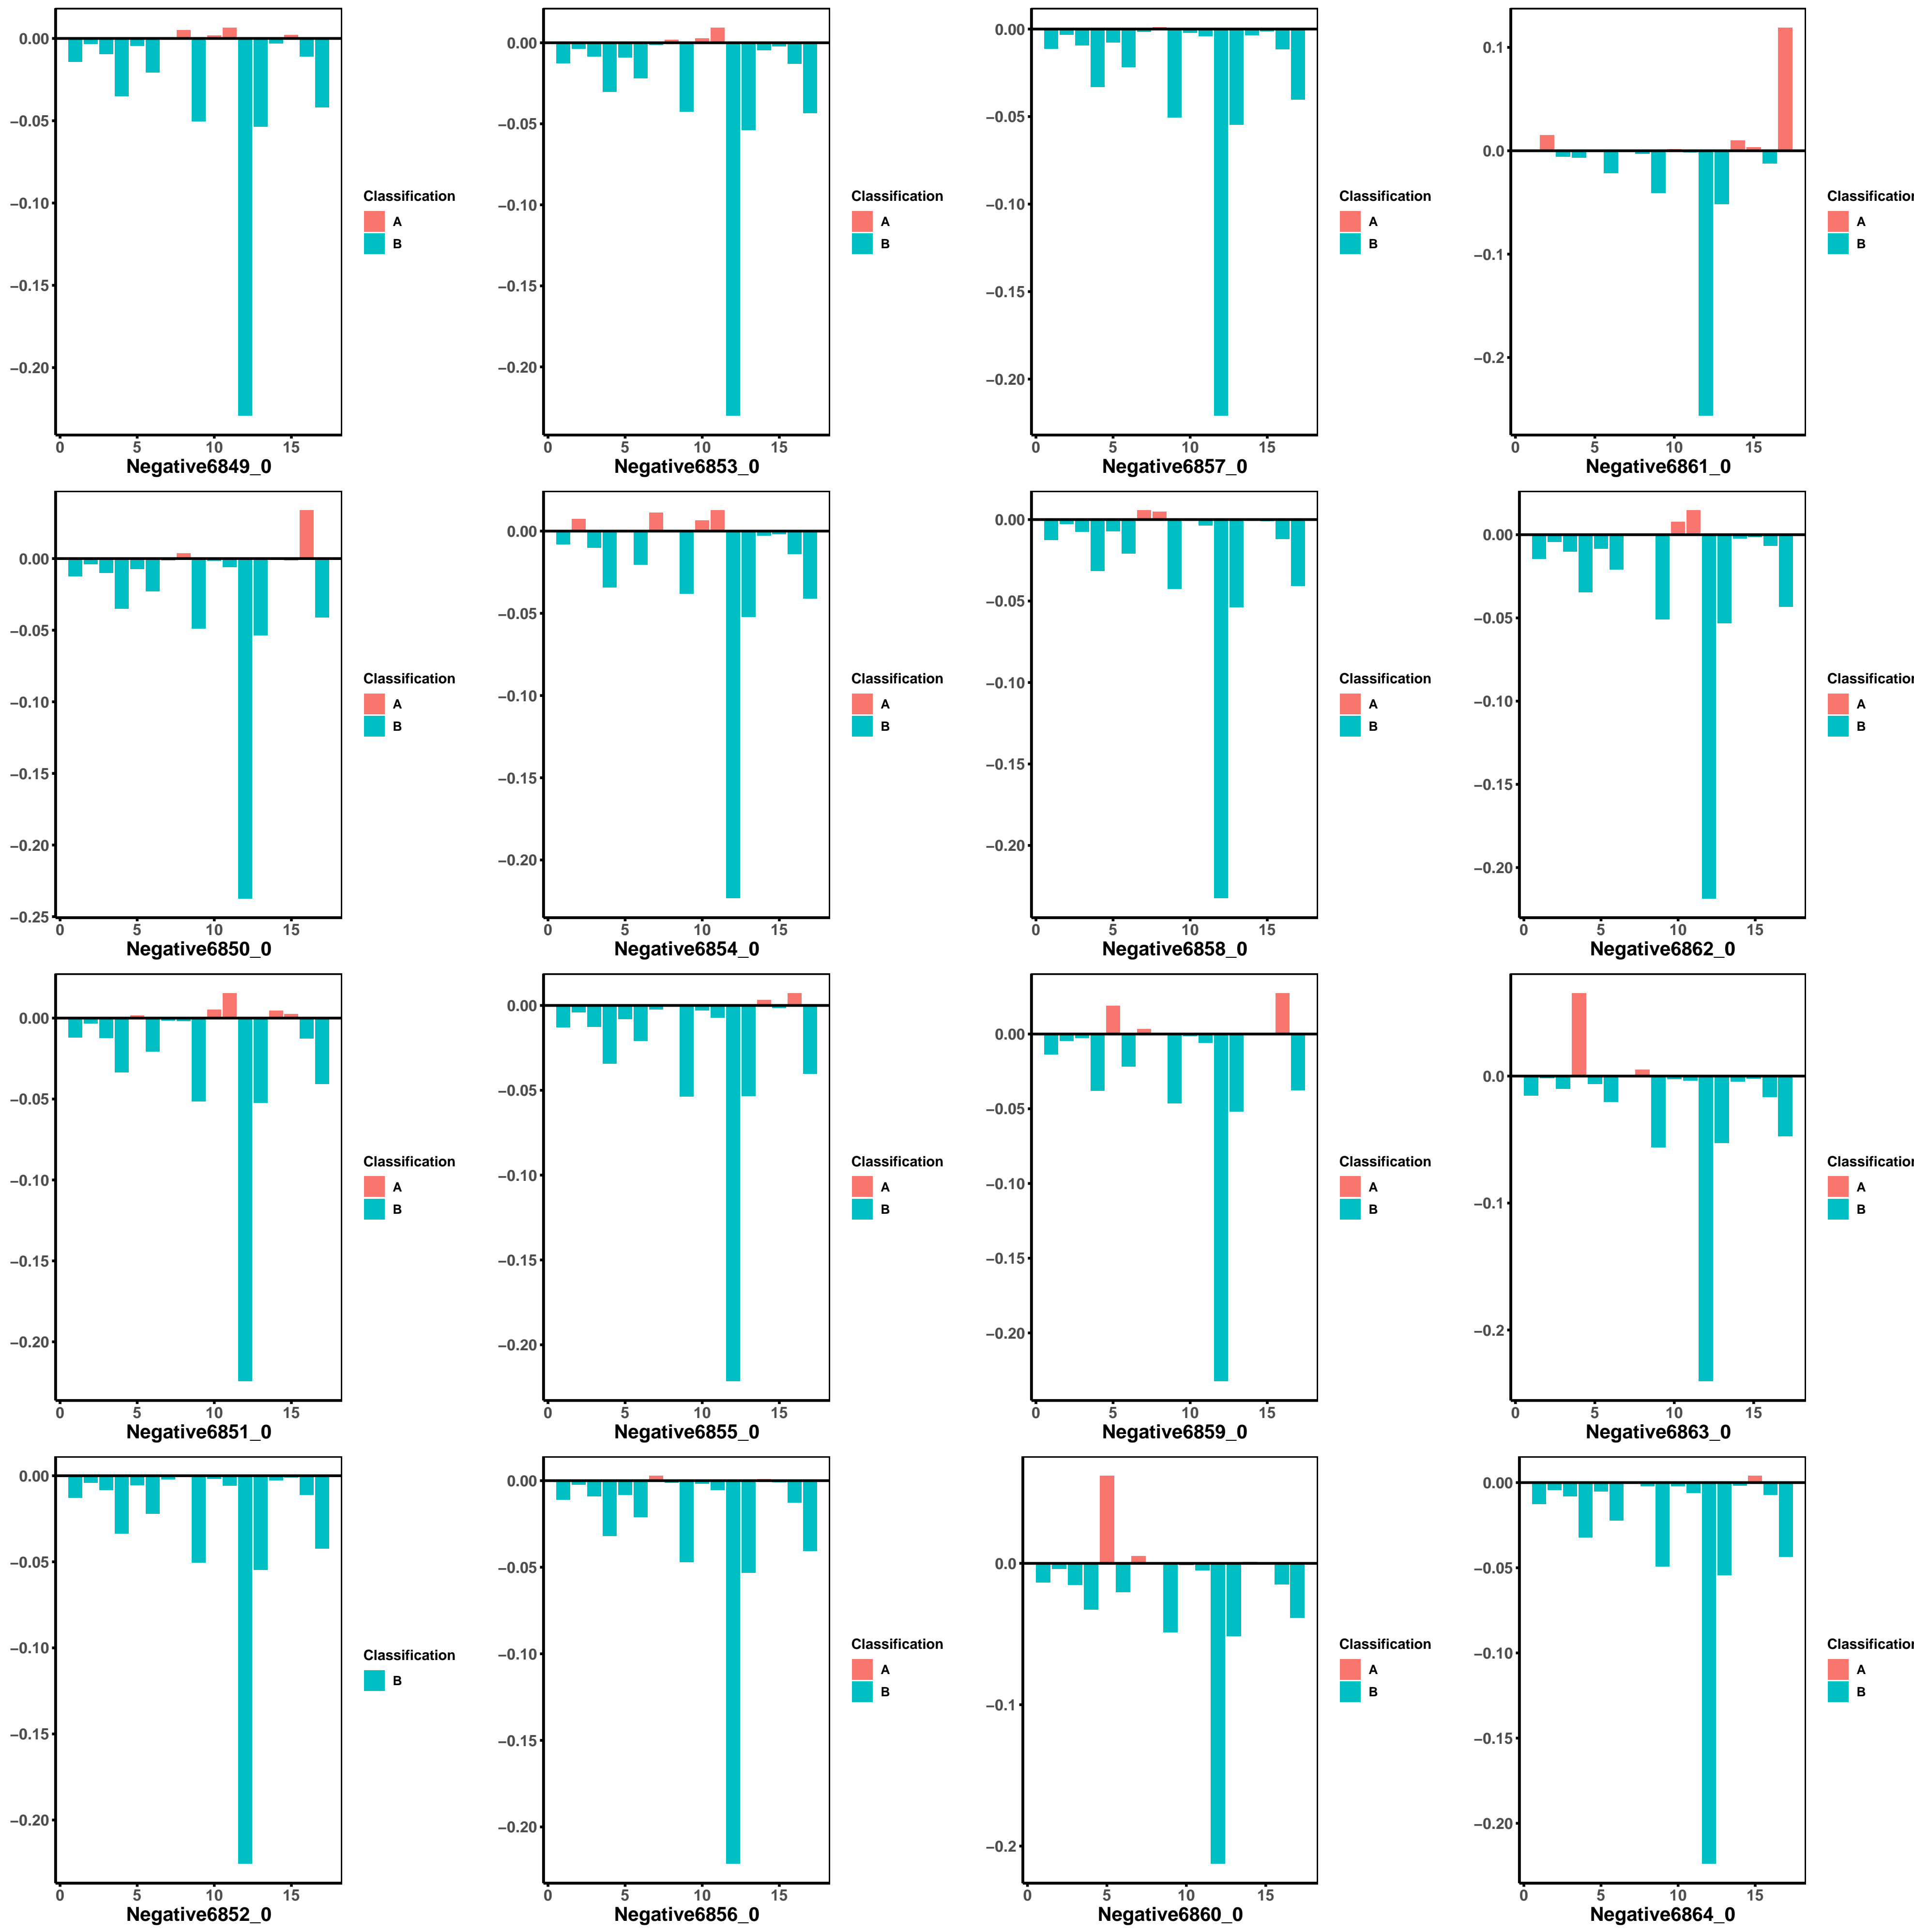 0.00
−0.05
−0.10
−0.15
−0.20
0 5 10 15
Negative6849_0
Classification
A
B
0.00
−0.05
−0.10
−0.15
−0.20
0 5 10 15
Negative6853_0
Classification
A
B
0.00
−0.05
−0.10
−0.15
−0.20
0 5 10 15
Negative6857_0
Classification
A
B
0.1
0.0
−0.1
−0.2
0 5 10 15
Negative6861_0
Classification
A
B
0.00
−0.05
−0.10
−0.15
−0.20
−0.25
0 5 10 15
Negative6850_0
Classification
A
B
0.00
−0.05
−0.10
−0.15
−0.20
0 5 10 15
Negative6854_0
Classification
A
B
0.00
−0.05
−0.10
−0.15
−0.20
0 5 10 15
Negative6858_0
Classification
A
B
0.00
−0.05
−0.10
−0.15
−0.20
0 5 10 15
Negative6862_0
Classification
A
B
0.00
−0.05
−0.10
−0.15
−0.20
0 5 10 15
Negative6851_0
Classification
A
B
0.00
−0.05
−0.10
−0.15
−0.20
0 5 10 15
Negative6855_0
Classification
A
B
0.00
−0.05
−0.10
−0.15
−0.20
0 5 10 15
Negative6859_0
Classification
A
B
0.0
−0.1
−0.2
0 5 10 15
Negative6863_0
Classification
A
B
0.00
−0.05
−0.10
−0.15
−0.20
0 5 10 15
Negative6852_0
Classification
B
0.00
−0.05
−0.10
−0.15
−0.20
0 5 10 15
Negative6856_0
Classification
A
B
0.0
−0.1
−0.2
0 5 10 15
Negative6860_0
Classification
A
B
0.00
−0.05
−0.10
−0.15
−0.20
0 5 10 15
Negative6864_0
Classification
A
B